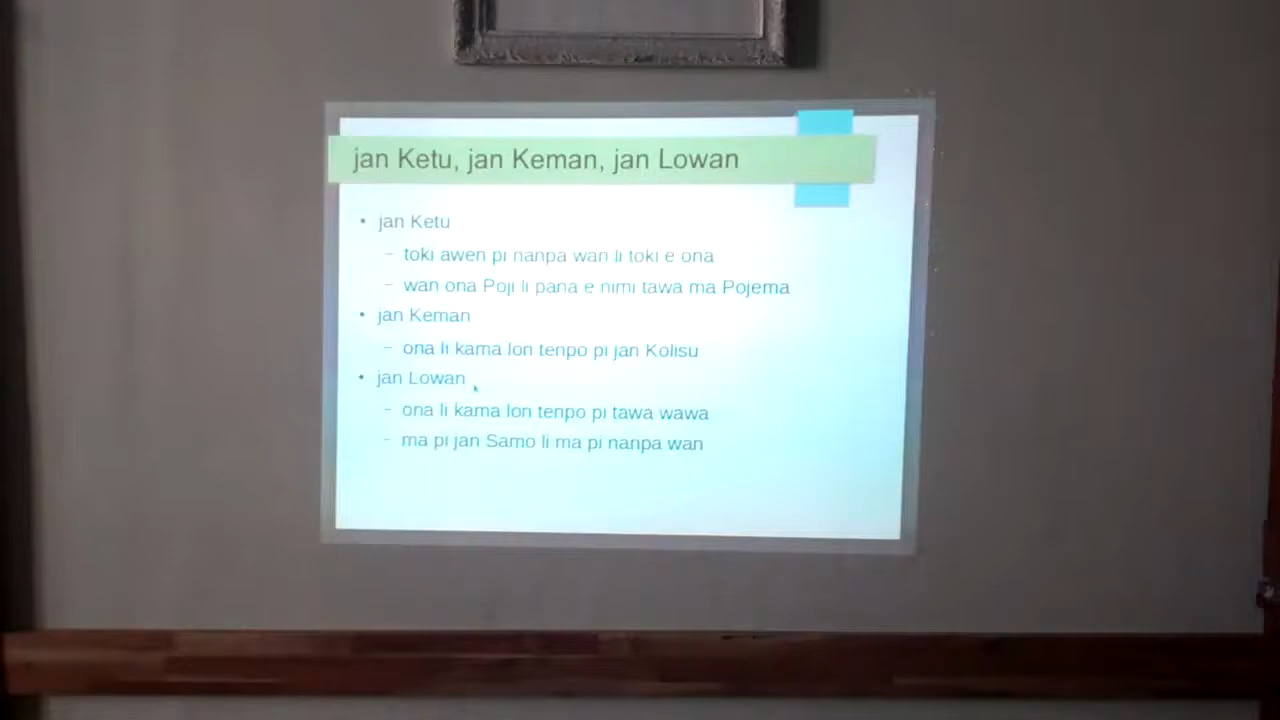 jan Ketu, jan Keman, jan Lowan
• jan Ketu
– toki awen pi nanpa wan li toki e ona
– wan ona Poji li pana e nimi tawa ma Pojema
• jan Keman
– ona li kama lon tenpo pi jan Kolisu
• jan Lowan
– ona li kama lon tenpo pi tawa wawa
– ma pi jan Samo li ma pi nanpa wan